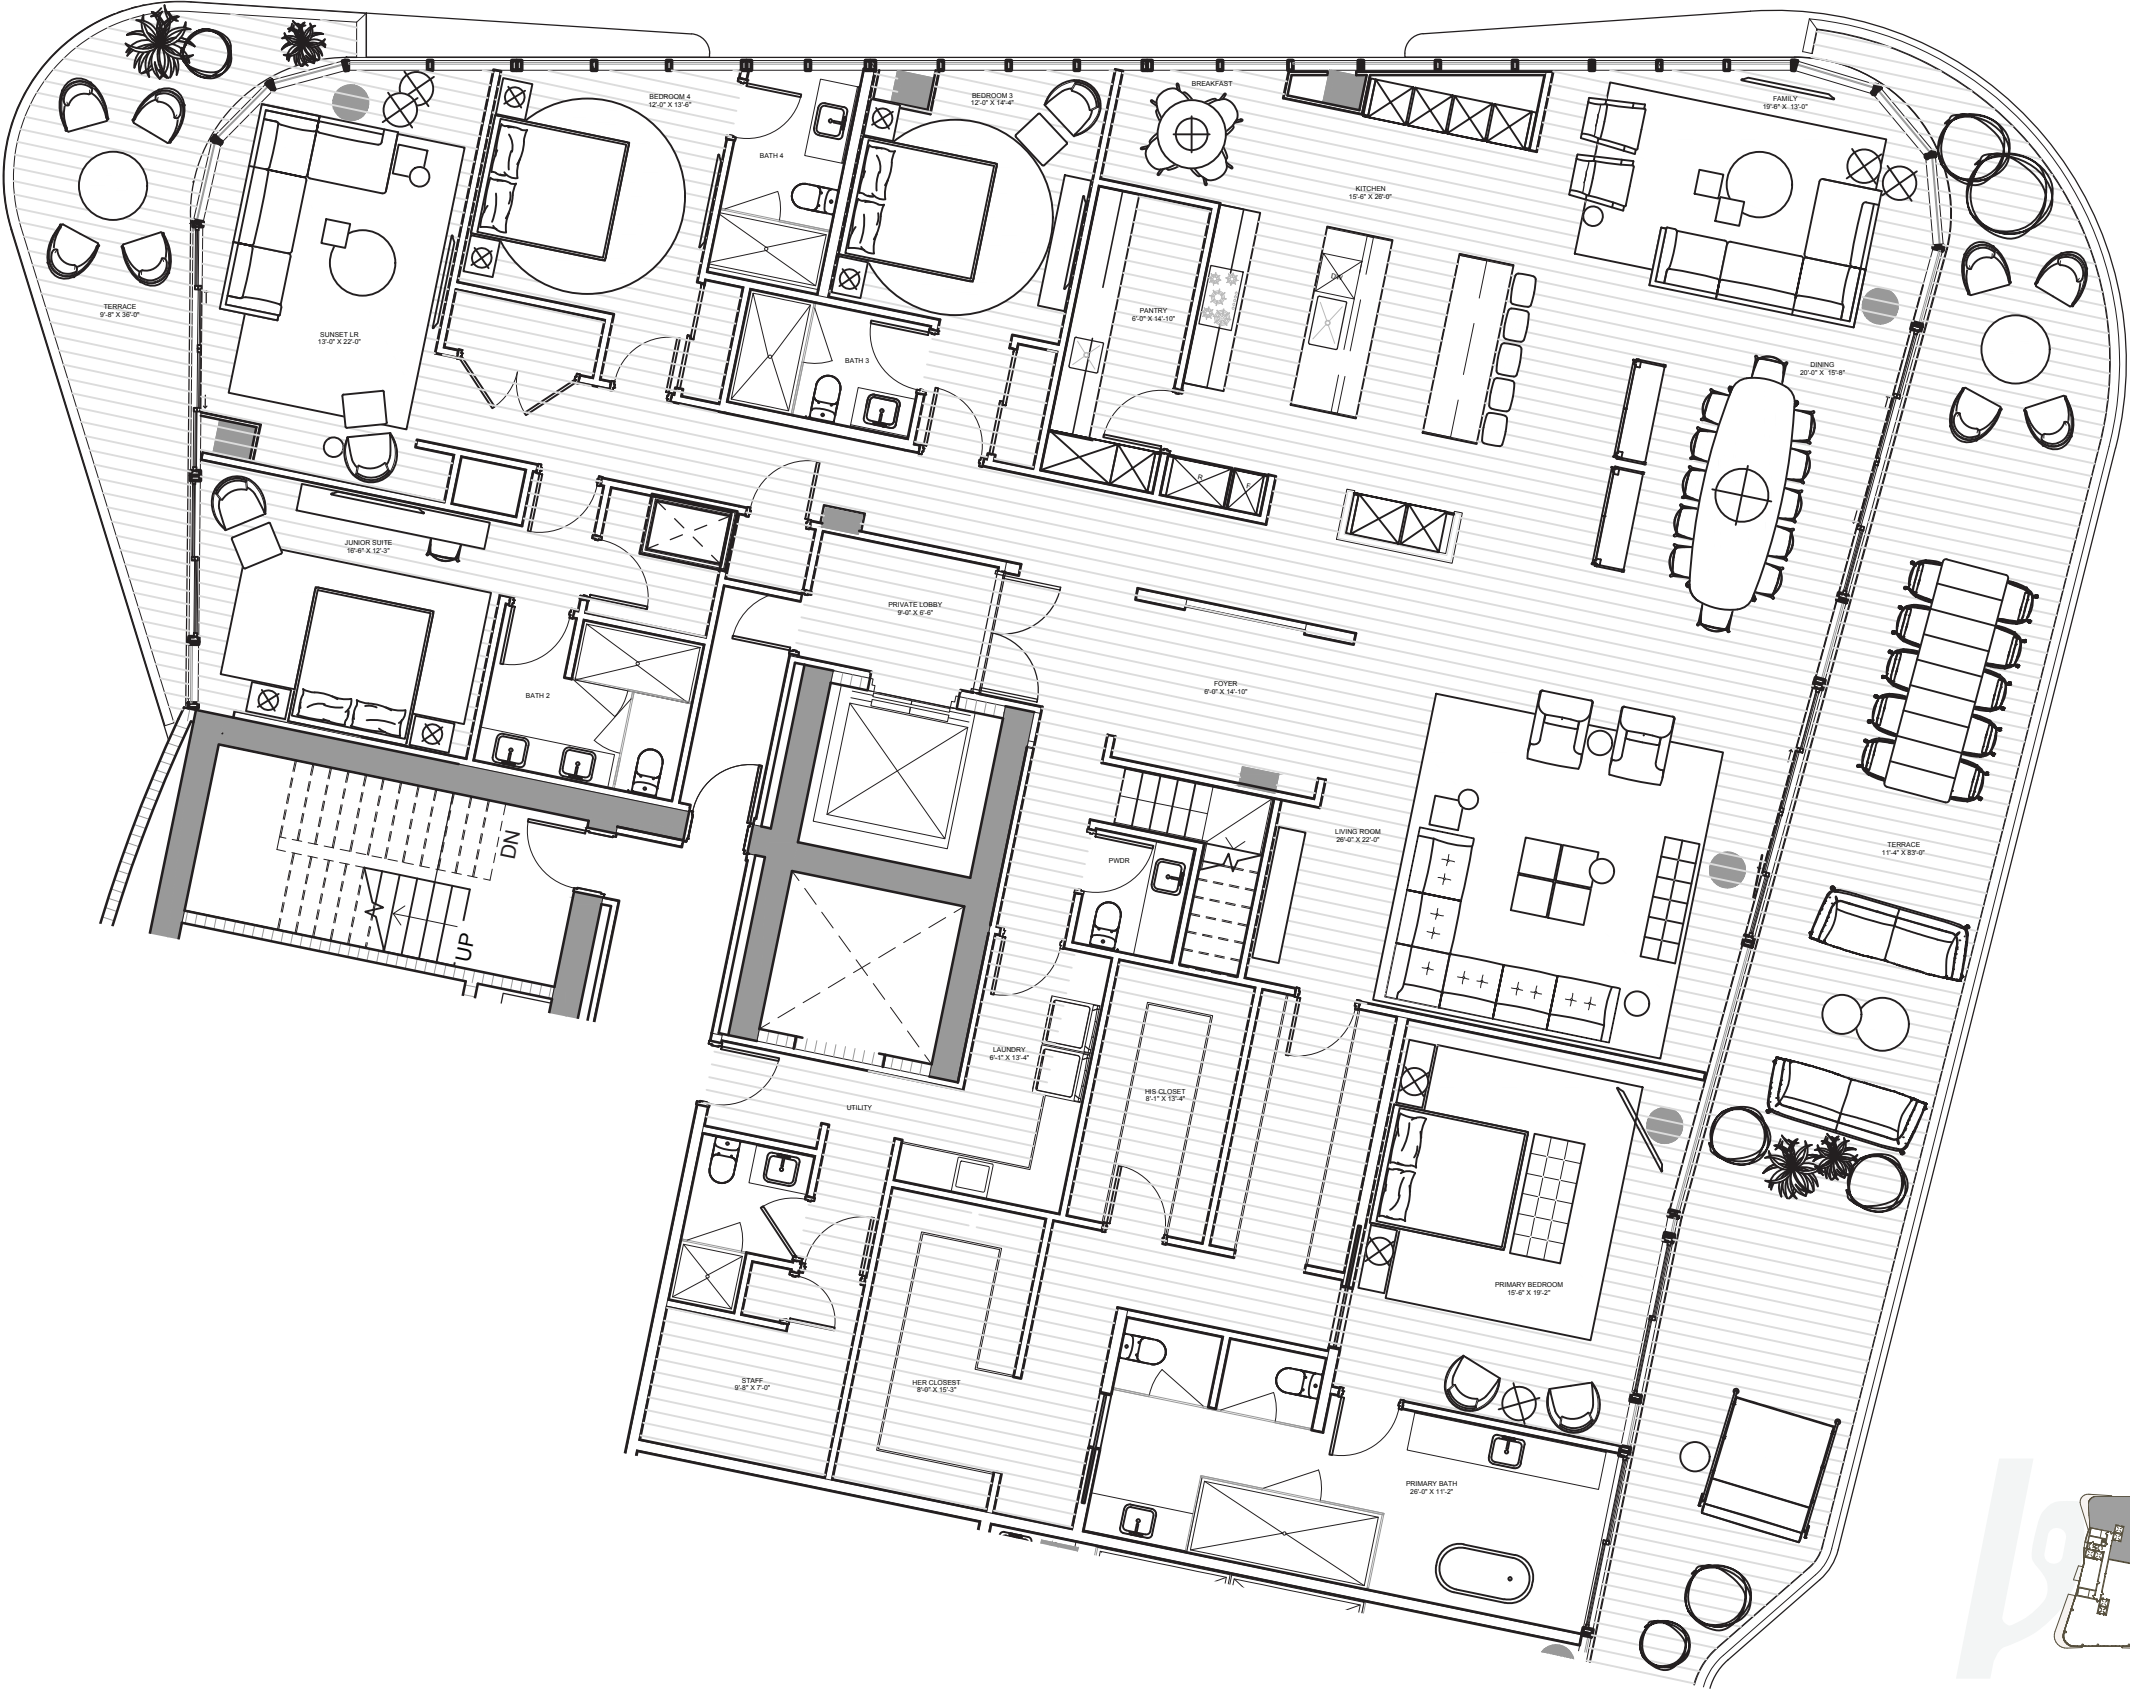 BEDROOM 4
12'-0" X 13'-6"
BEDROOM 3
12'-0" X 14'-4"
BREAKFAST
FAMILY
19'-6" X 13'-0"
BATH 4
KITCHEN
15'-6" X 26'-0"
DW
TERRACE
9'-8" X 36'-0"
SUNSET LR
13'-0" X 22'-0"
PANTRY
6'-0" X 14'-10"
BATH 3
DINING
20'-0" X 15'-8"
R
F
JUNIOR SUITE
16'-6" X 12'-3"
PRIVATE LOBBY
9'-0" X 6'-6"
BATH 2
FOYER
6'-0" X 14'-10"
DN
UP
PWDR
LIVING ROOM
26'-0" X 22'-0"
TERRACE
11'-4" X 83'-0"
LAUNDRY
6'-1" X 13'-4"
HIS CLOSET
8'-1" X 13'-4"
UTILITY
PRIMARY BEDROOM
15'-6" X 19'-2"
STAFF
9'-8" X 7'-0"
HER CLOSEST
8'-0" X 15'-3"
PRIMARY BATH
26'-0" X 11'-2"